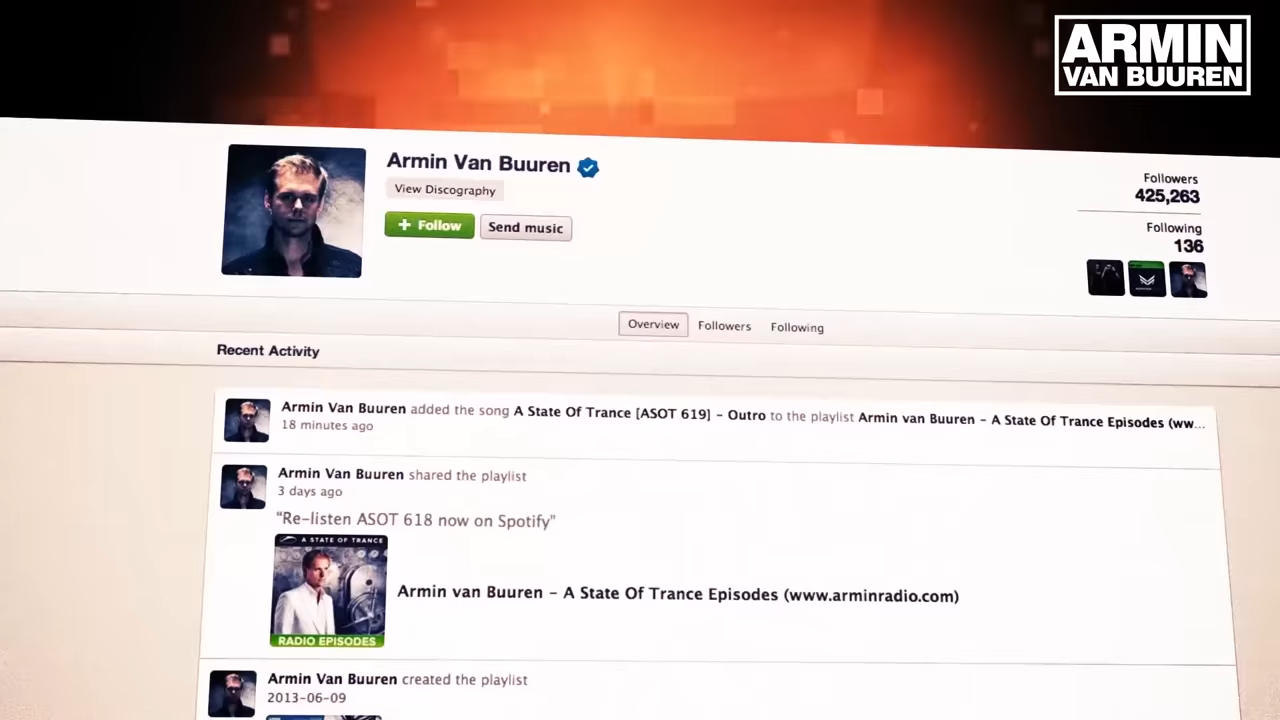 ARMIN
VAN BUUREN
Armin Van Buuren
View Discography
+ Follow
Send music
Followers
425,263
Following
136
Overview
Followers
Following
Recent Activity
Armin Van Buuren added the song A State Of Trance [ASOT 619] - Outro to the playlist Armin van Buuren - A State Of Trance Episodes (ww...
18 minutes ago
Armin Van Buuren shared the playlist
3 days ago
"Re-listen ASOT 618 now on Spotify"
A STATE OF TRANCE
RADIO EPISODES
Armin van Buuren - A State Of Trance Episodes (www.arminradio.com)
Armin Van Buuren created the playlist
2013-06-09